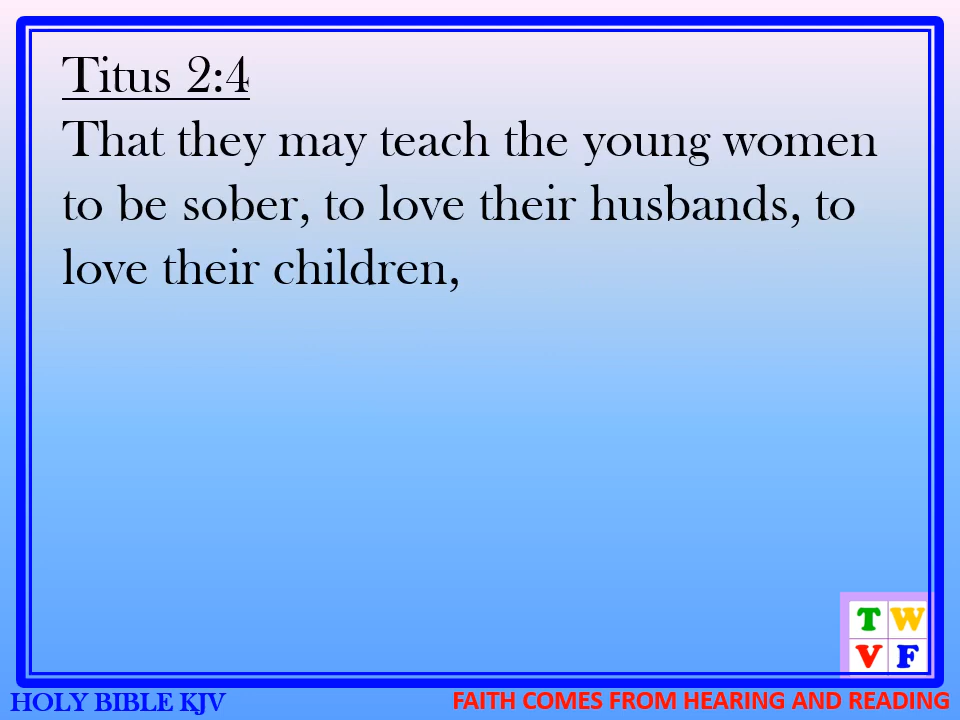 Titus 2:4
That they may teach the young women
to be sober, to love their husbands, to
love their children,
T W
V F
HOLY BIBLE KJV
FAITH COMES FROM HEARING AND READING